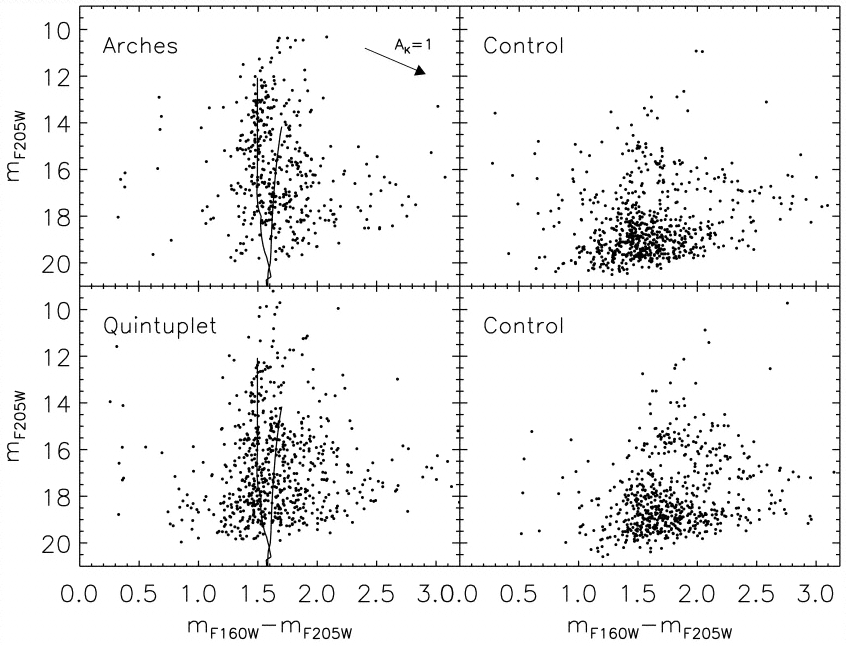 Arches
A_K=1
Control
10
12
14
16
18
20
m_F205W
Quintuplet
Control
10
12
14
16
18
20
m_F205W
0.0 0.5 1.0 1.5 2.0 2.5 3.0 0.0 0.5 1.0 1.5 2.0 2.5 3.0
m_F160W−m_F205W m_F160W−m_F205W